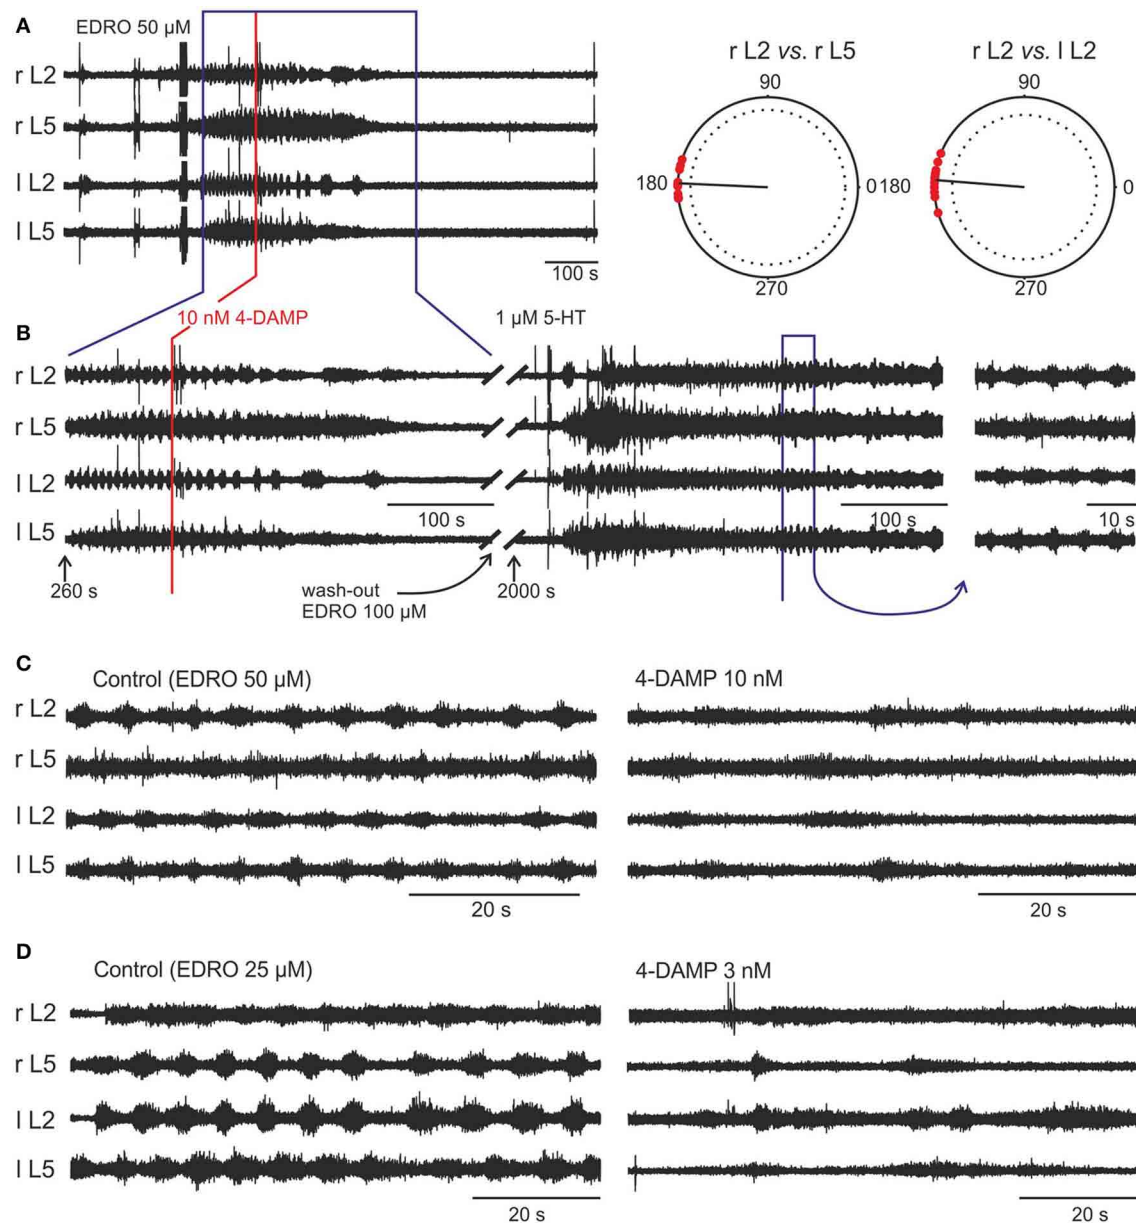 A
EDRO 50 µM
r L2
r L5
l L2
l L5
100 s
r L2 vs. r L5
90
180
0
270
r L2 vs. l L2
90
180
0
270
10 nM 4-DAMP
B
1 µM 5-HT
r L2
r L5
l L2
l L5
100 s
100 s
10 s
260 s
wash-out
EDRO 100 µM
2000 s
C
Control (EDRO 50 µM)
4-DAMP 10 nM
r L2
r L5
l L2
l L5
20 s
20 s
D
Control (EDRO 25 µM)
4-DAMP 3 nM
r L2
r L5
l L2
l L5
20 s
20 s